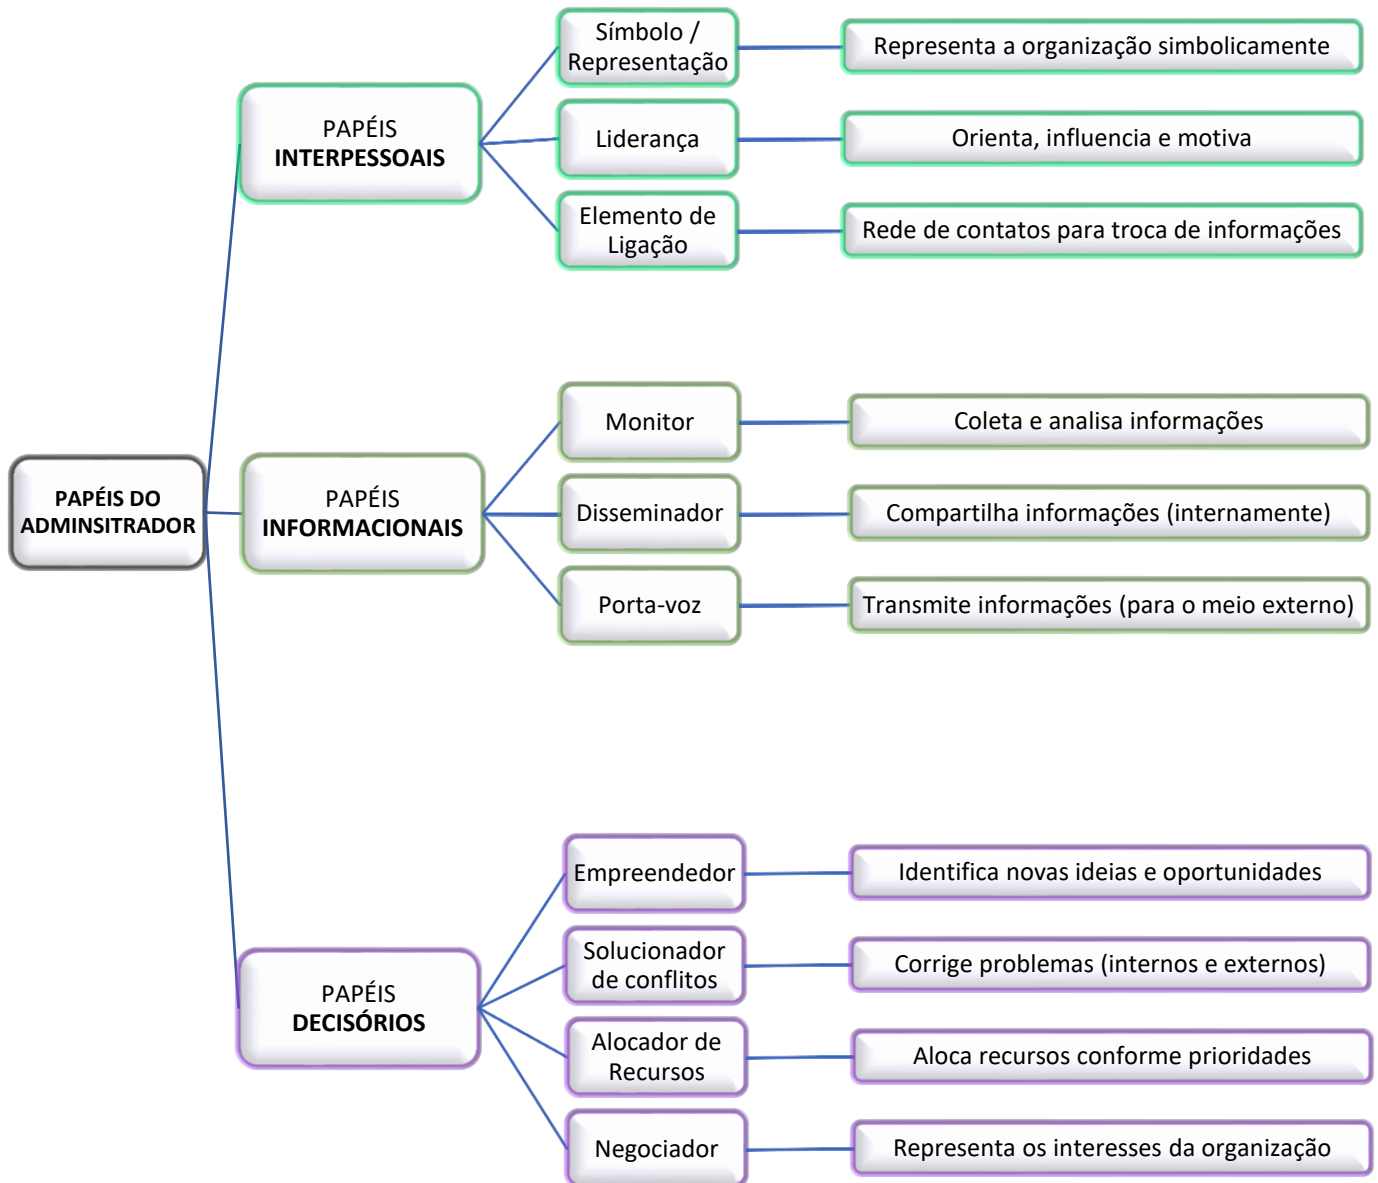 PAPÉIS DO
ADMINSITRADOR
PAPÉIS
INTERPESSOAIS
Símbolo /
Representação
Representa a organização simbolicamente
Liderança
Orienta, influencia e motiva
Elemento de
Ligação
Rede de contatos para troca de informações
PAPÉIS
INFORMACIONAIS
Monitor
Coleta e analisa informações
Disseminador
Compartilha informações (internamente)
Porta-voz
Transmite informações (para o meio externo)
PAPÉIS
DECISÓRIOS
Empreendedor
Identifica novas ideias e oportunidades
Solucionador
de conflitos
Corrige problemas (internos e externos)
Alocador de
Recursos
Aloca recursos conforme prioridades
Negociador
Representa os interesses da organização